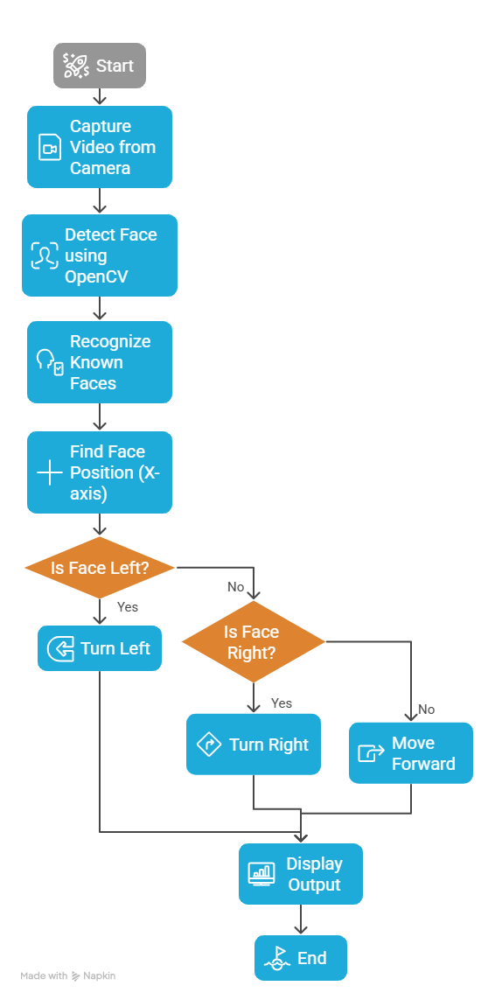 Start
Capture
Video from
Camera
Detect Face
using
OpenCV
Recognize
Known
Faces
Find Face
Position (X-
axis)
Is Face Left?
No
Yes
Is Face
Right?
Turn Left
Yes
No
Turn Right
Move
Forward
Display
Output
End
Made with Napkin